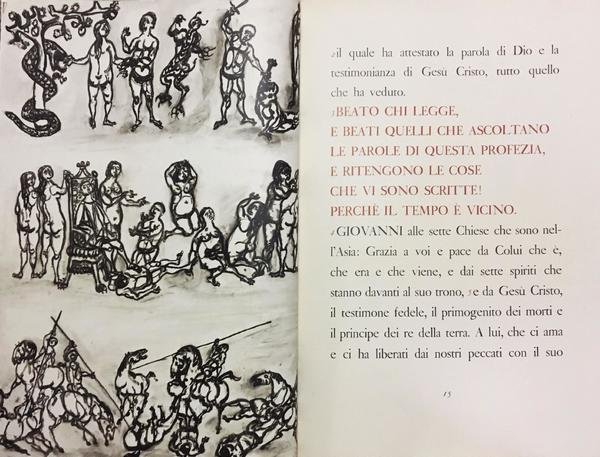 2il quale ha attestato la parola di Dio e la
testimonianza di Gesù Cristo, tutto quello
che ha veduto.
3BEATO CHI LEGGE,
E BEATI QUELLI CHE ASCOLTANO
LE PAROLE DI QUESTA PROFEZIA,
E RITENGONO LE COSE
CHE VI SONO SCRITTE!
PERCHÈ IL TEMPO È VICINO.
4GIOVANNI alle sette Chiese che sono nel-
l'Asia: Grazia a voi e pace da Colui che è,
che era e che viene, e dai sette spiriti che
stanno davanti al suo trono, 5e da Gesù Cristo,
il testimone fedele, il primogenito dei morti e
il principe dei re della terra. A lui, che ci ama
e ci ha liberati dai nostri peccati con il suo
15